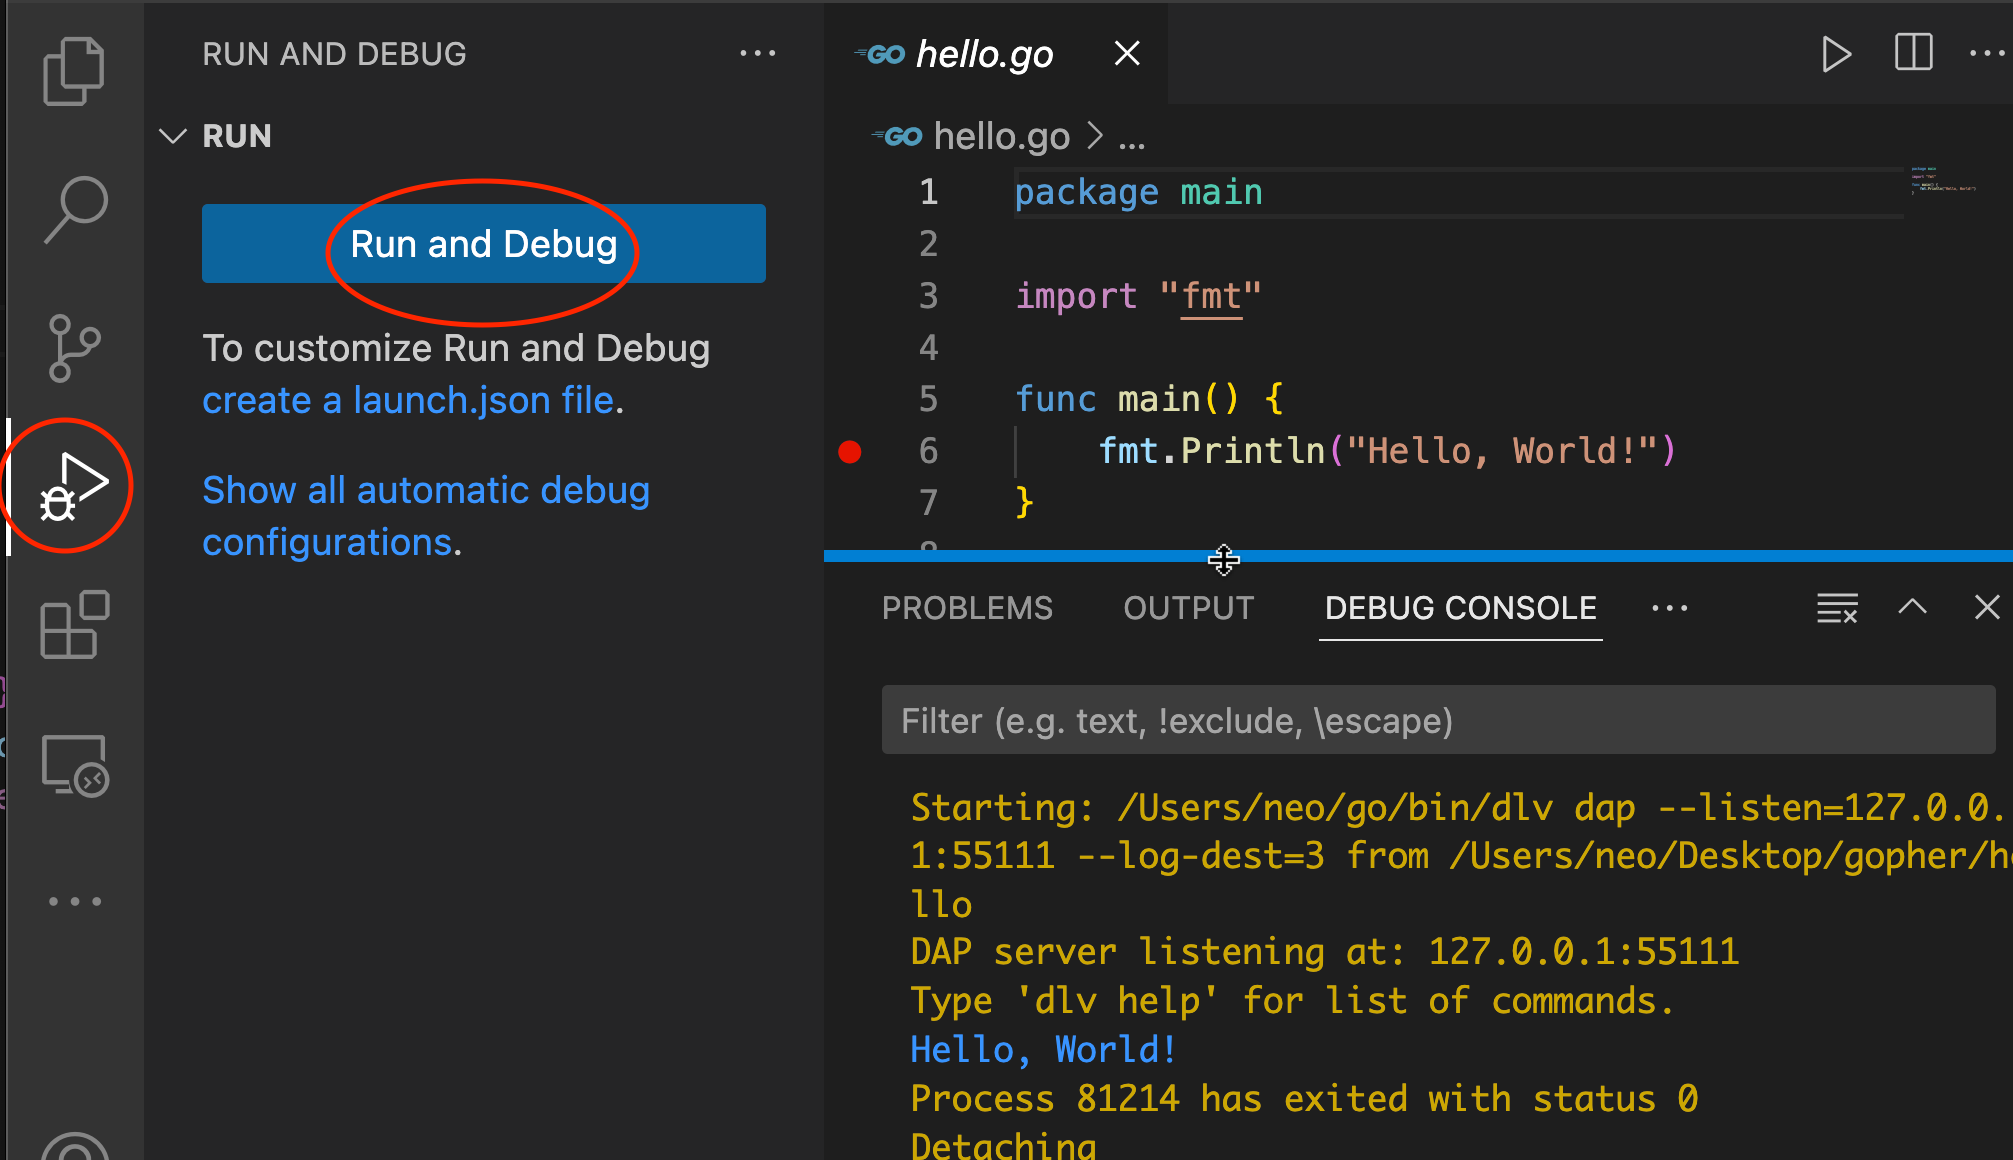 RUN AND DEBUG
RUN
Run and Debug
To customize Run and Debug
create a launch.json file.
Show all automatic debug
configurations.
GO hello.go
GO hello.go > ...
1 package main
2
3 import "fmt"
4
5 func main() {
6 fmt.Println("Hello, World!")
7 }
8
PROBLEMS OUTPUT DEBUG CONSOLE
Filter (e.g. text, !exclude, \escape)
Starting: /Users/neo/go/bin/dlv dap --listen=127.0.0.
1:55111 --log-dest=3 from /Users/neo/Desktop/gopher/he
llo
DAP server listening at: 127.0.0.1:55111
Type 'dlv help' for list of commands.
Hello, World!
Process 81214 has exited with status 0
Detaching